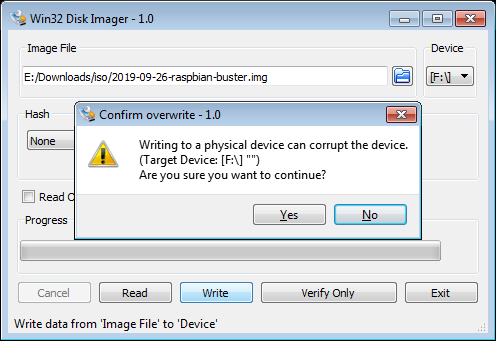 Win32 Disk Imager - 1.0
Image File
Device
E:/Downloads/iso/2019-09-26-raspbian-buster.img
[F:\]
Hash
None
Confirm overwrite - 1.0
Writing to a physical device can corrupt the device.
(Target Device: [F:\] "")
Are you sure you want to continue?
Yes
No
Read O
Progress
Cancel
Read
Write
Verify Only
Exit
Write data from 'Image File' to 'Device'